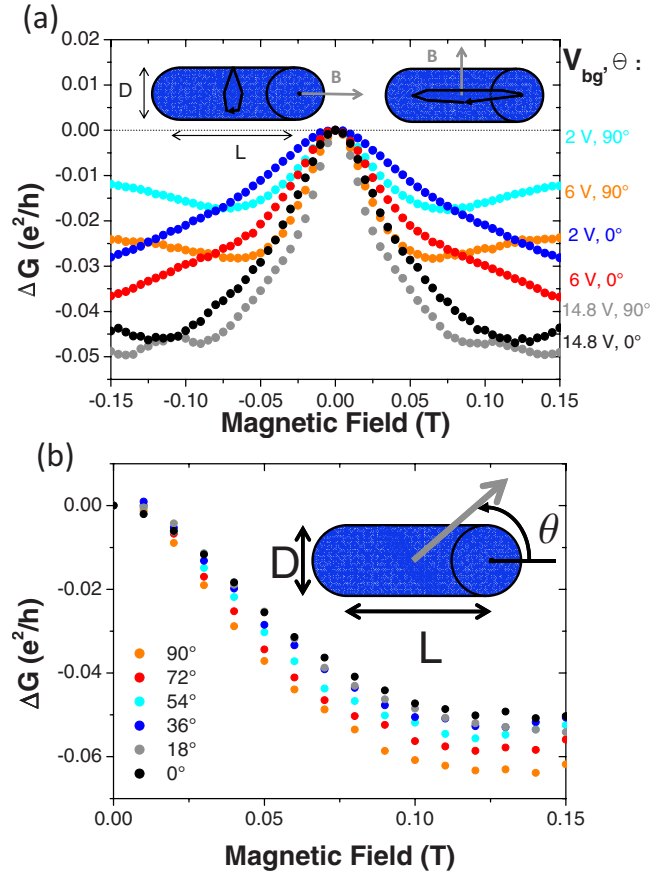 (a)
0.02
0.01
0.00
-0.01
-0.02
-0.03
-0.04
-0.05
ΔG (e²/h)
D
L
B
B
V_bg, Θ :
2 V, 90°
6 V, 90°
2 V, 0°
6 V, 0°
14.8 V, 90°
14.8 V, 0°
-0.15 -0.10 -0.05 0.00 0.05 0.10 0.15
Magnetic Field (T)
(b)
0.00
-0.02
-0.04
-0.06
ΔG (e²/h)
D
L
θ
90°
72°
54°
36°
18°
0°
0.00 0.05 0.10 0.15
Magnetic Field (T)